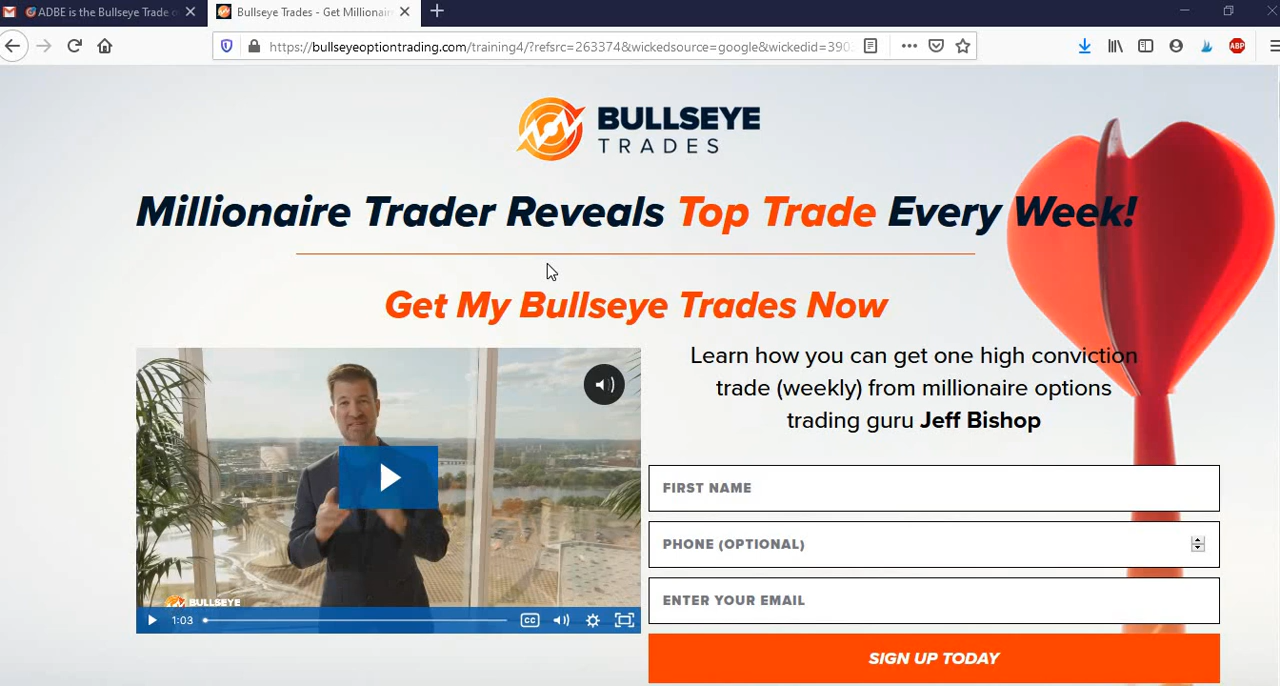 ADBE is the Bullseye Trade o
Bullseye Trades - Get Millionair
https://bullseyeoptiontrading.com/training4/?refsrc=263374&wickedsource=google&wickedid=390
ABP
BULLSEYE
TRADES
Millionaire Trader Reveals Top Trade Every Week!
Get My Bullseye Trades Now
Learn how you can get one high conviction
trade (weekly) from millionaire options
trading guru Jeff Bishop
FIRST NAME
PHONE (OPTIONAL)
ENTER YOUR EMAIL
SIGN UP TODAY
BULLSEYE
1:03
CC